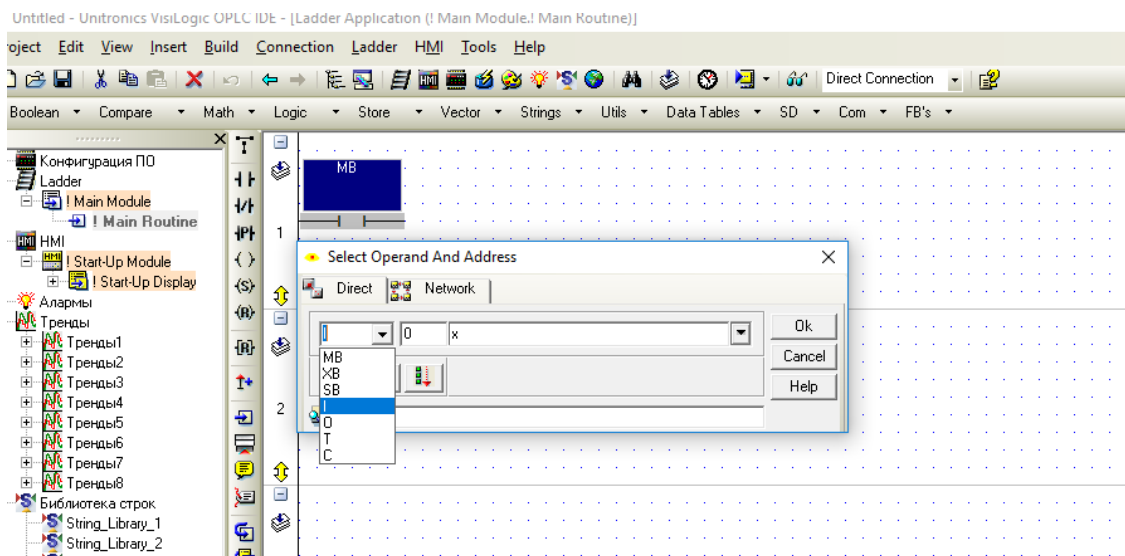 Untitled - Unitronics VisiLogic OPLC IDE - [Ladder Application (! Main Module.! Main Routine)]
roject Edit View Insert Build Connection Ladder HMI Tools Help
HMI Direct Connection
Boolean Compare Math Logic Store Vector Strings Utils Data Tables SD Com FB's
Конфигурация ПО
Ladder
! Main Module
! Main Routine
HMI HMI
HMI ! Start-Up Module
! Start-Up Display
Алармы
Тренды
Тренды1
Тренды2
Тренды3
Тренды4
Тренды5
Тренды6
Тренды7
Тренды8
Библиотека строк
String_Library_1
String_Library_2
MB
1
2
Select Operand And Address
Direct Network
I 0 x
Ok
Cancel
Help
MB
XB
SB
I
O
T
C